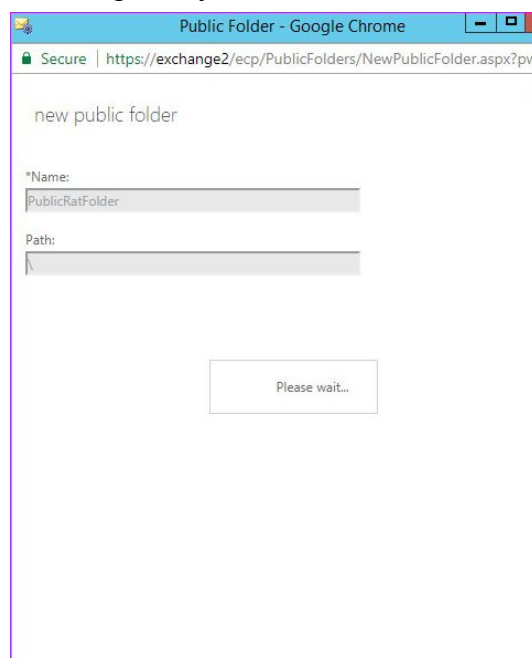 Public Folder - Google Chrome
Secure | https://exchange2/ecp/PublicFolders/NewPublicFolder.aspx?pw
new public folder
*Name:
PublicRatFolder
Path:
\
Please wait...